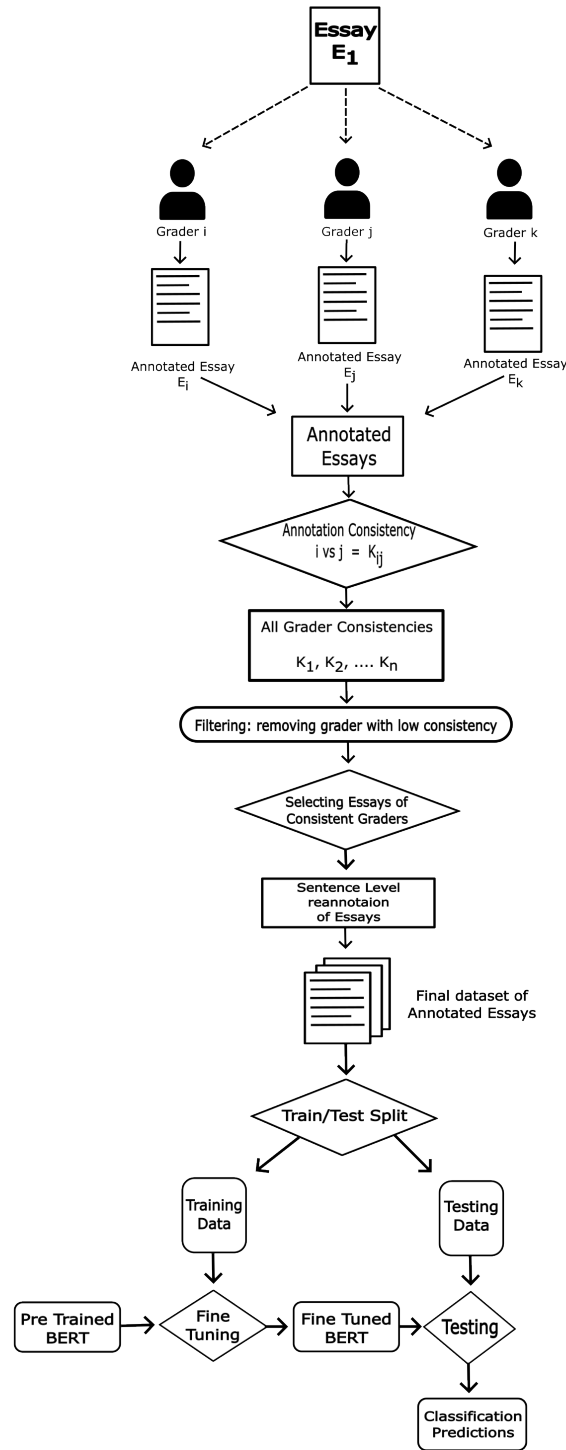 Essay
E1
Grader i
Grader j
Grader k
Annotated Essay
Ei
Annotated Essay
Ej
Annotated Essay
Ek
Annotated
Essays
Annotation Consistency
i vs j = Kij
All Grader Consistencies
K1, K2, .... Kn
Filtering: removing grader with low consistency
Selecting Essays of
Consistent Graders
Sentence Level
reannotaion
of Essays
Final dataset of
Annotated Essays
Train/Test Split
Training
Data
Testing
Data
Pre Trained
BERT
Fine
Tuning
Fine Tuned
BERT
Testing
Classification
Predictions